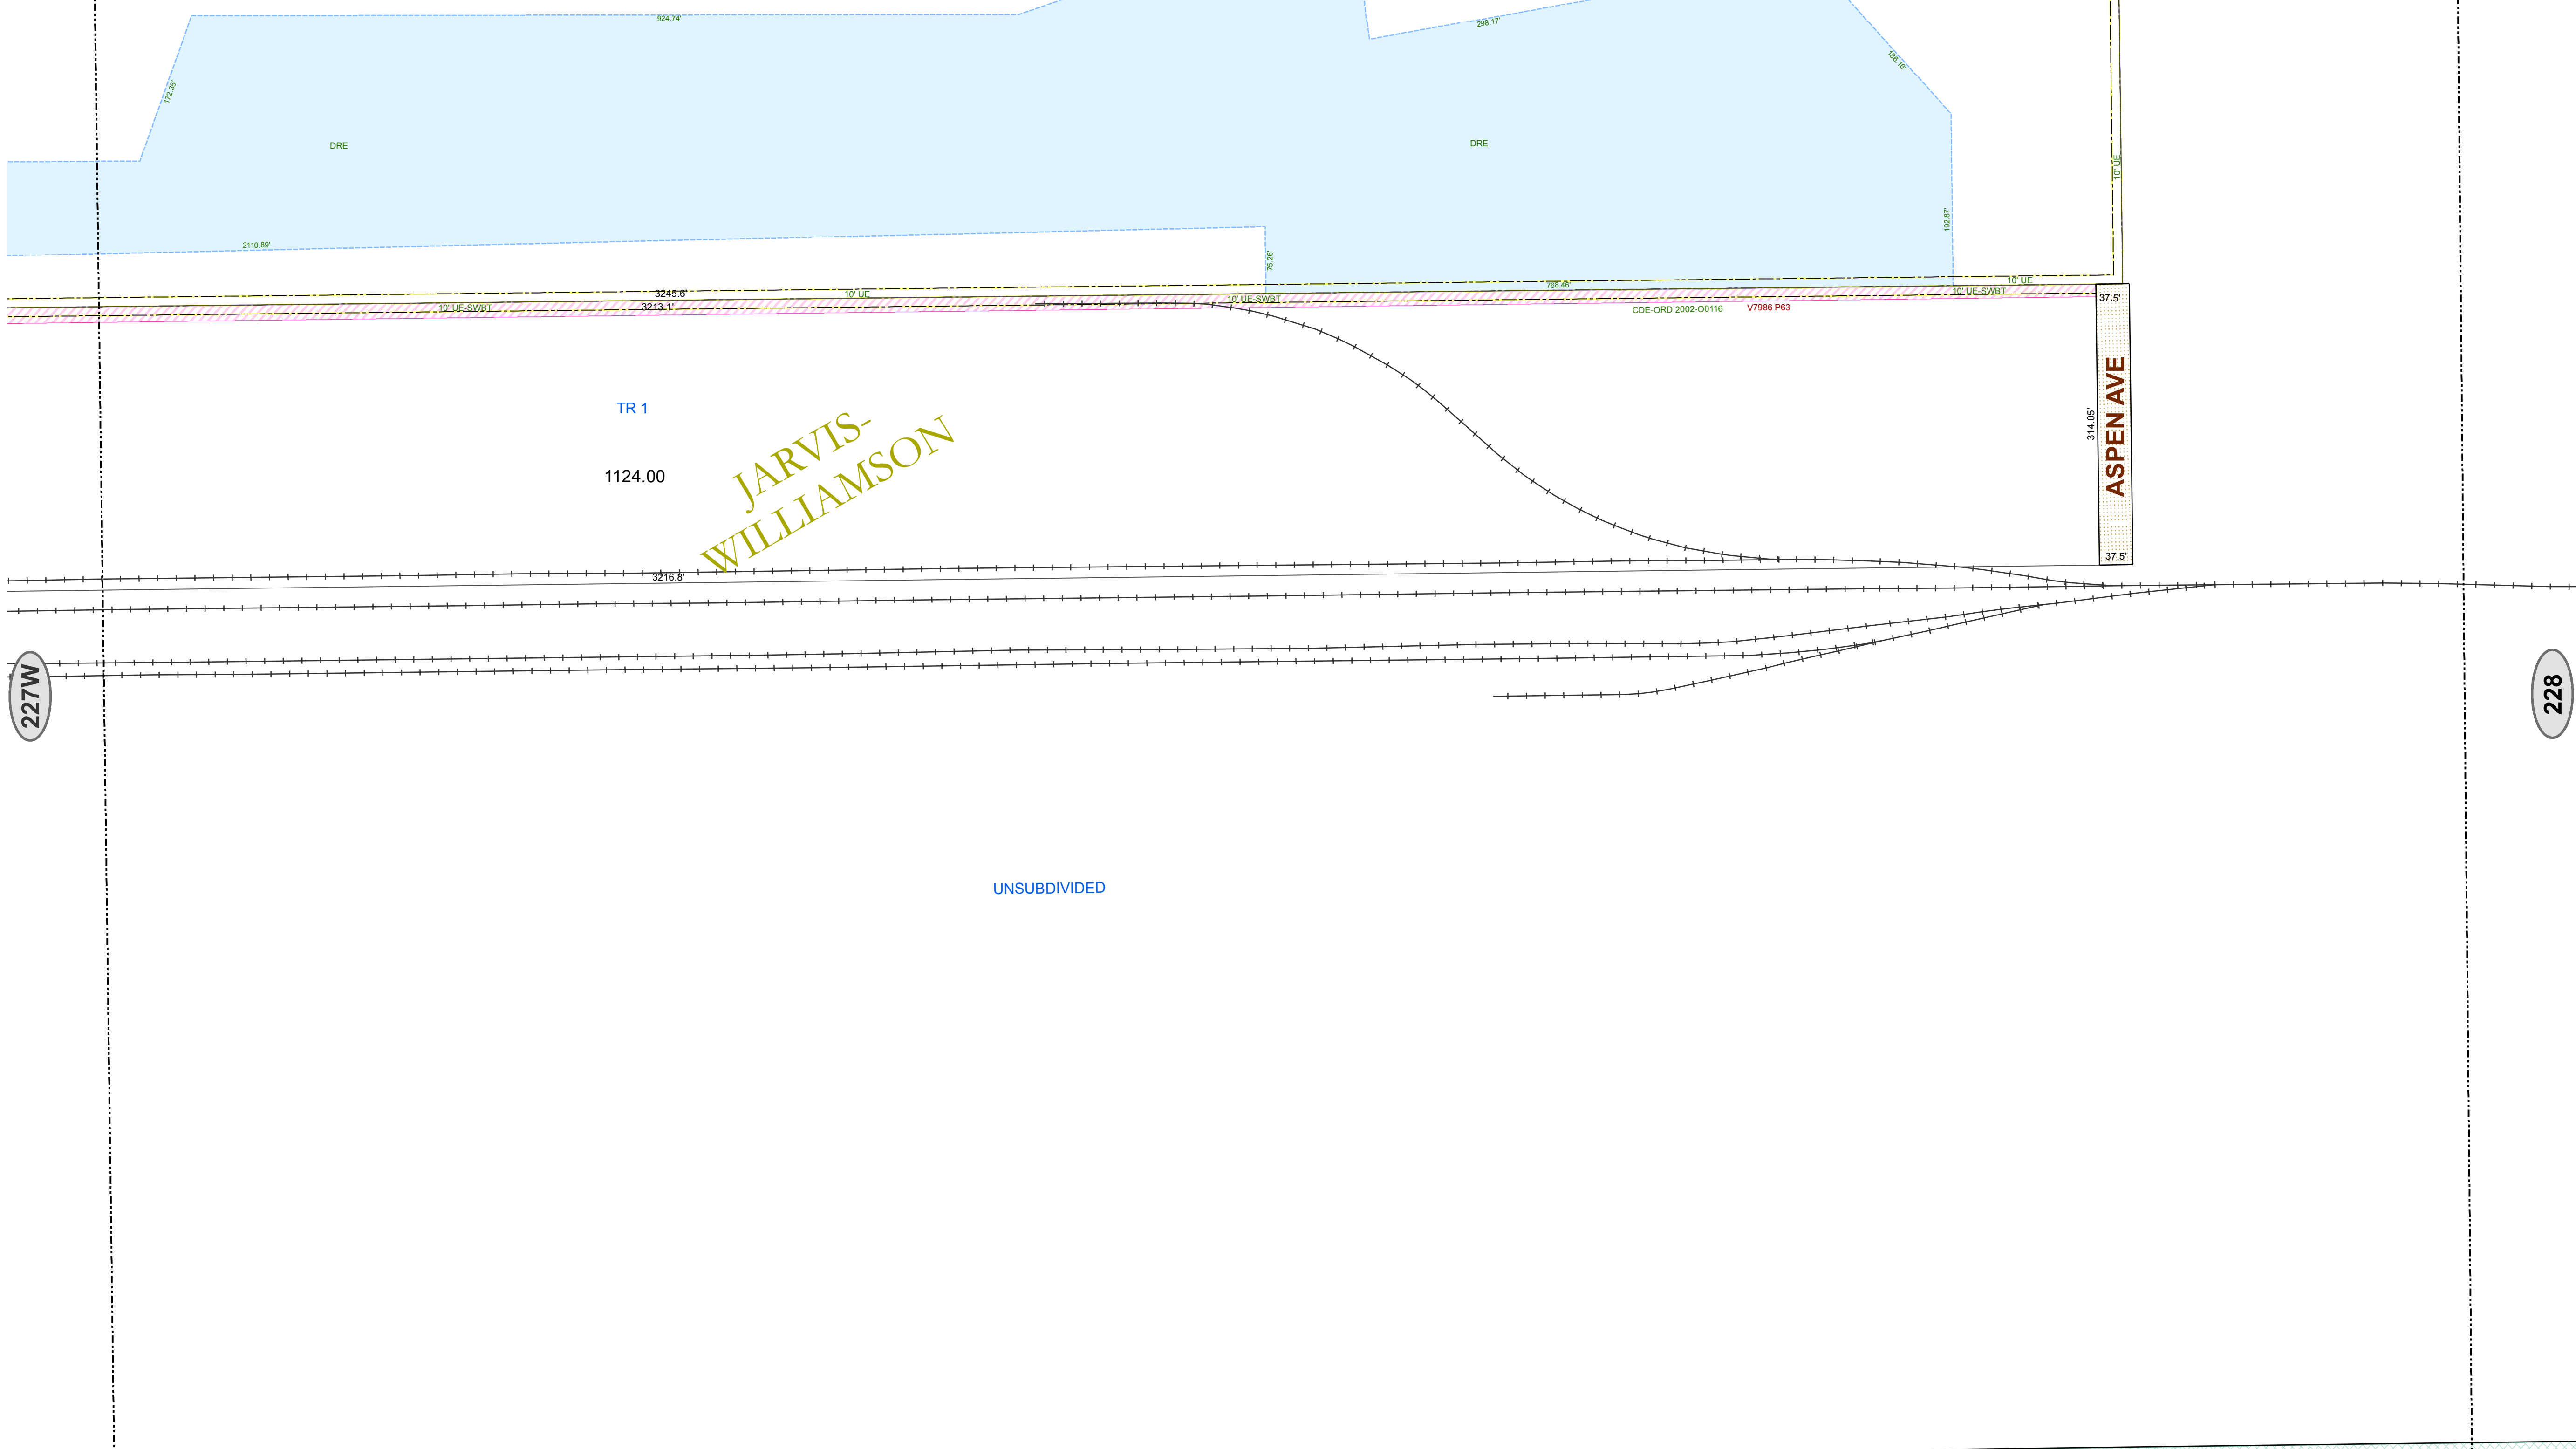 924.74'
298.17'
186.16'
172.35'
DRE
DRE
10' UE
192.87'
2110.89'
75.26'
10' UE
768.46'
3245.6'
10' UE
10' UE-SWBT
37.5'
10' UE-SWBT
10' UE-SWBT
3213.1'
CDE-ORD 2002-O0116
V7986 P63
TR 1
314.05'
ASPEN AVE
1124.00
JARVIS-
WILLIAMSON
37.5'
3216.8'
227W
228
UNSUBDIVIDED